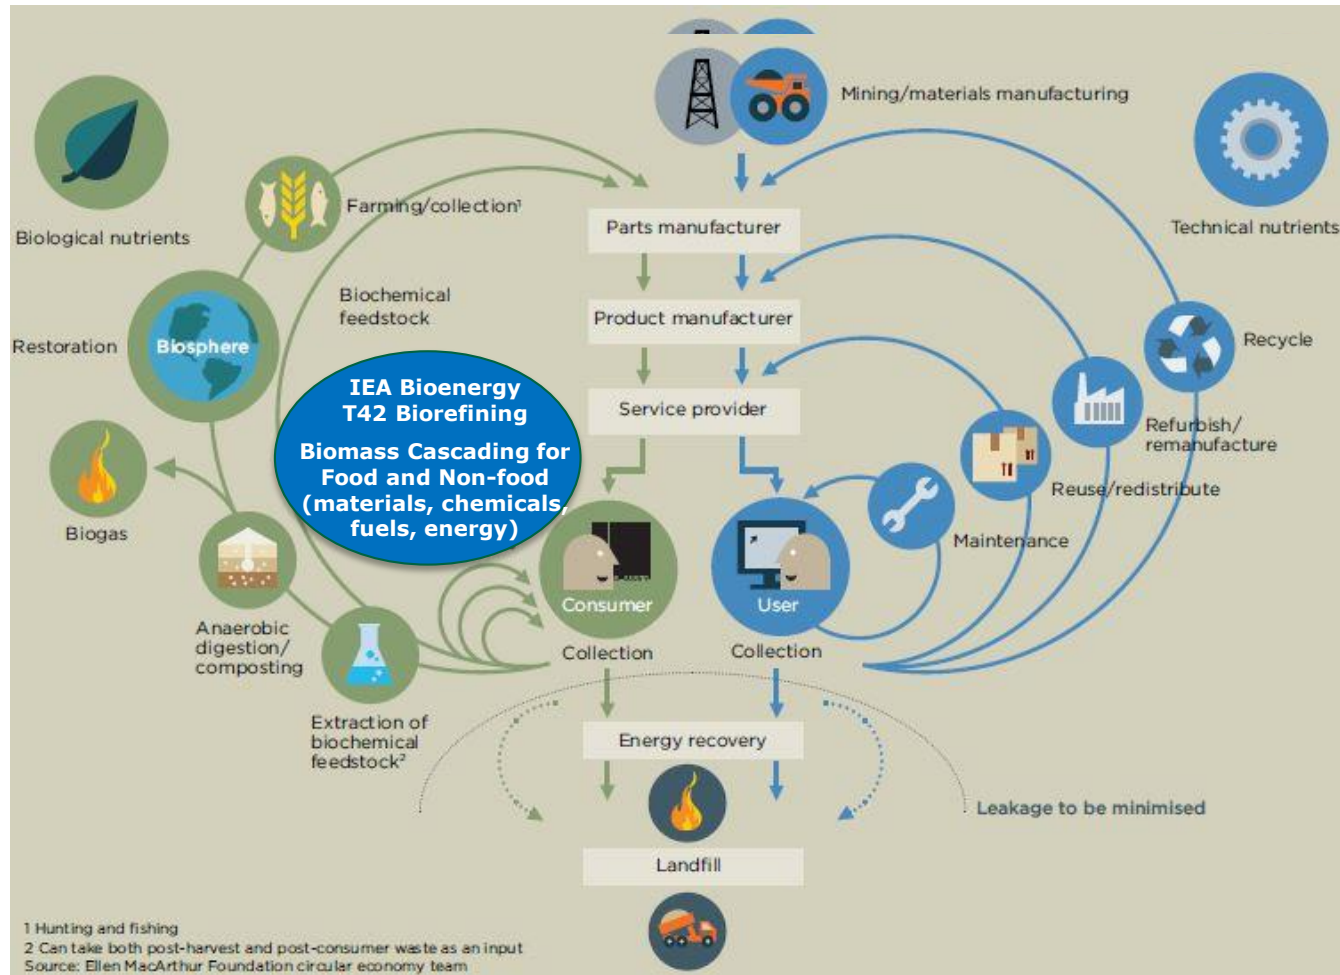 Mining/materials manufacturing
Biological nutrients
Farming/collection¹
Technical nutrients
Parts manufacturer
Biochemical
feedstock
Product manufacturer
Restoration
Biosphere
Recycle
IEA Bioenergy
T42 Biorefining
Biomass Cascading for
Food and Non-food
(materials, chemicals,
fuels, energy)
Service provider
Refurbish/
remanufacture
Reuse/redistribute
Biogas
Maintenance
Consumer
User
Anaerobic
digestion/
composting
Collection
Collection
Extraction of
biochemical
feedstock²
Energy recovery
Leakage to be minimised
Landfill
1 Hunting and fishing
2 Can take both post-harvest and post-consumer waste as an input
Source: Ellen MacArthur Foundation circular economy team